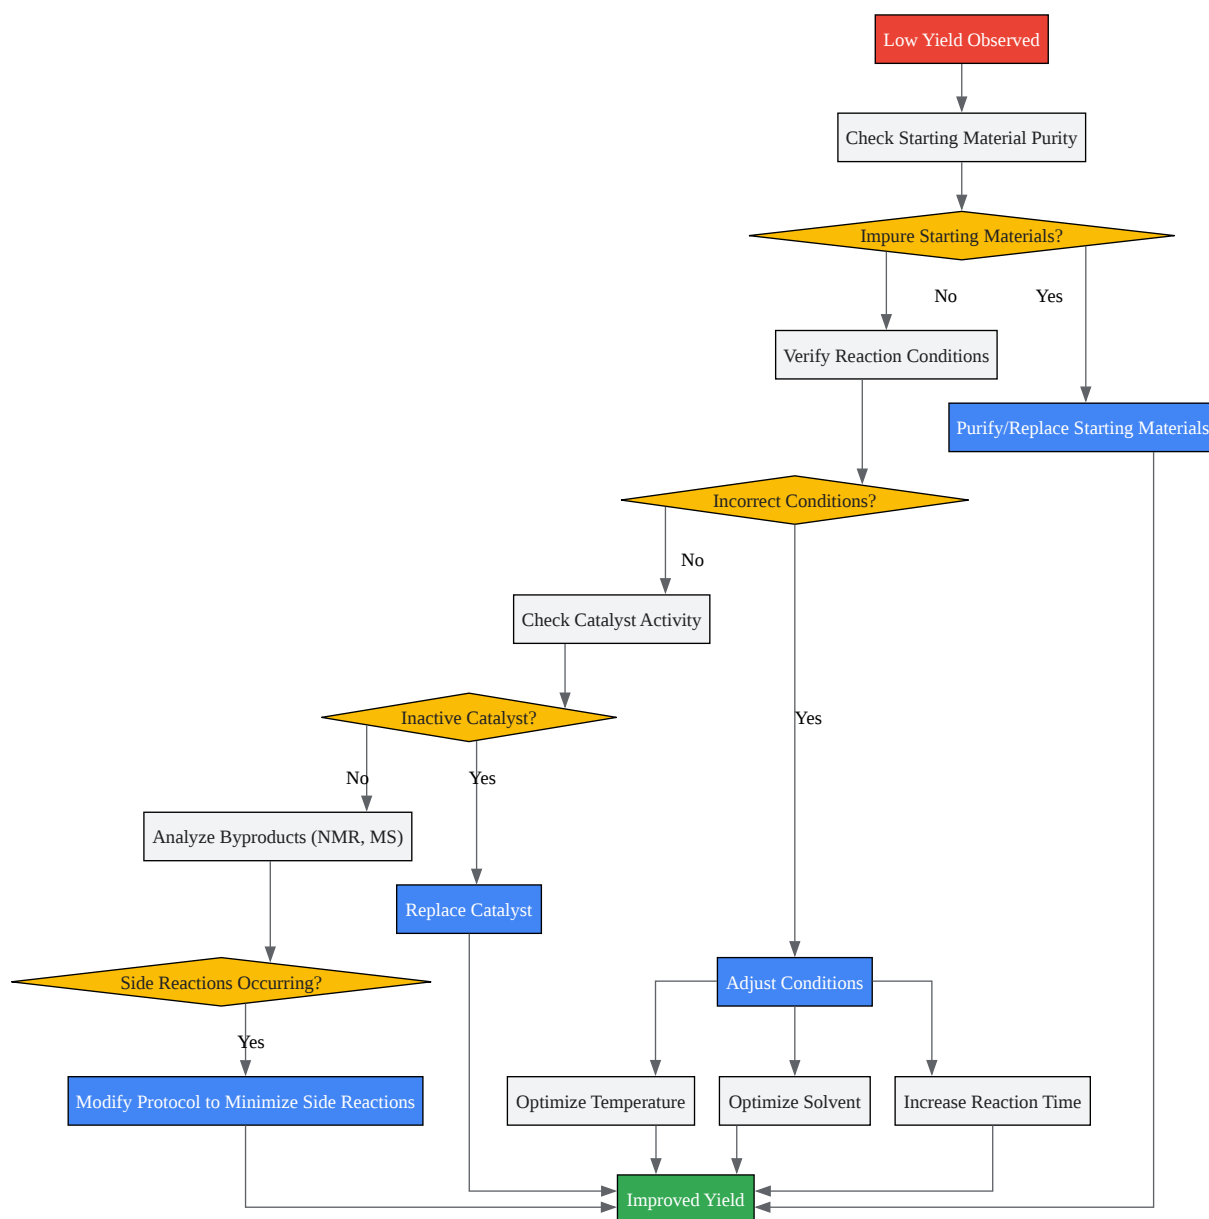 Low Yield Observed
Check Starting Material Purity
Impure Starting Materials?
No
Yes
Verify Reaction Conditions
Purify/Replace Starting Materials
Incorrect Conditions?
No
Check Catalyst Activity
Inactive Catalyst?
Yes
No
Yes
Analyze Byproducts (NMR, MS)
Replace Catalyst
Side Reactions Occurring?
Adjust Conditions
Yes
Modify Protocol to Minimize Side Reactions
Optimize Temperature
Optimize Solvent
Increase Reaction Time
Improved Yield